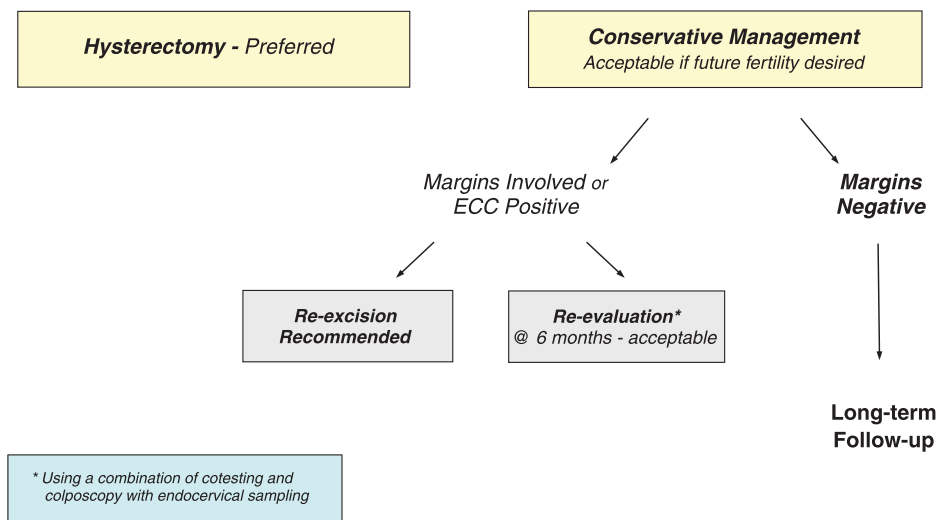 Hysterectomy - Preferred
Conservative Management
Acceptable if future fertility desired
Margins Involved or
ECC Positive
Margins
Negative
Re-excision
Recommended
Re-evaluation*
@ 6 months - acceptable
Long-term
Follow-up
* Using a combination of cotesting and
colposcopy with endocervical sampling